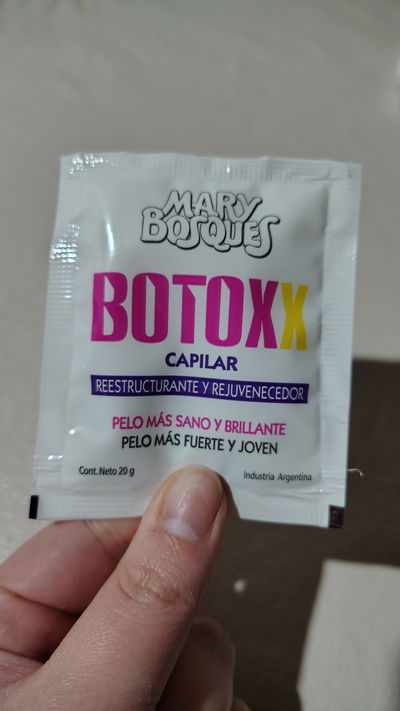 MARY
BOSQUES
BOTOXX
CAPILAR
REESTRUCTURANTE Y REJUVENECEDOR
PELO MÁS SANO Y BRILLANTE
PELO MÁS FUERTE Y JOVEN
Cont. Neto 20 g
Industria Argentina